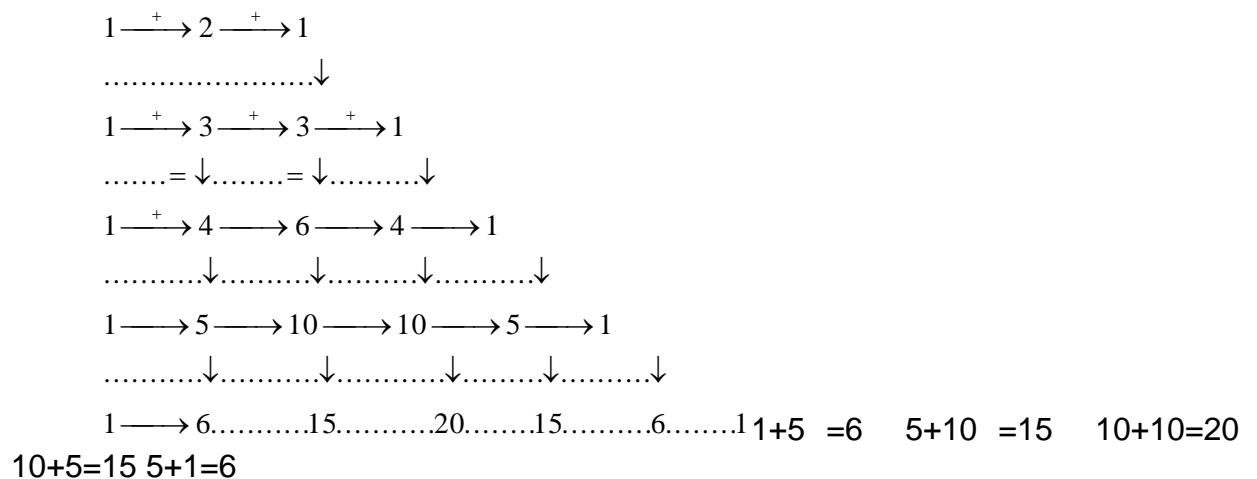 1 —+→ 2 —+→ 1
.......................↓
1 —+→ 3 —+→ 3 —+→ 1
.......= ↓........= ↓..........↓
1 —+→ 4 ——→ 6 ——→ 4 ——→ 1
...........↓..........↓..........↓...........↓
1 ——→ 5 ——→ 10 ——→ 10 ——→ 5 ——→ 1
...........↓...........↓............↓.........↓..........↓
1 ——→ 6..........15...........20.......15..........6.......1 1+5 =6 5+10 =15 10+10=20
10+5=15 5+1=6